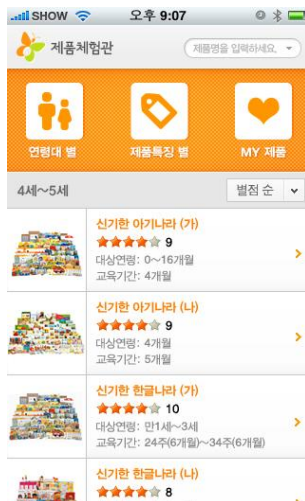 SHOW 오후 9:07
제품체험관 제품명을 입력하세요.
연령대 별 제품특징 별 MY 제품
4세~5세 별점 순
신기한 아기나라 (가)
9
대상연령: 0~16개월
교육기간: 4개월
신기한 아기나라 (나)
9
대상연령: 4개월
교육기간: 5개월
신기한 한글나라 (가)
10
대상연령: 만1세~3세
교육기간: 24주(6개월)~34주(6개월)
신기한 한글나라 (나)
8